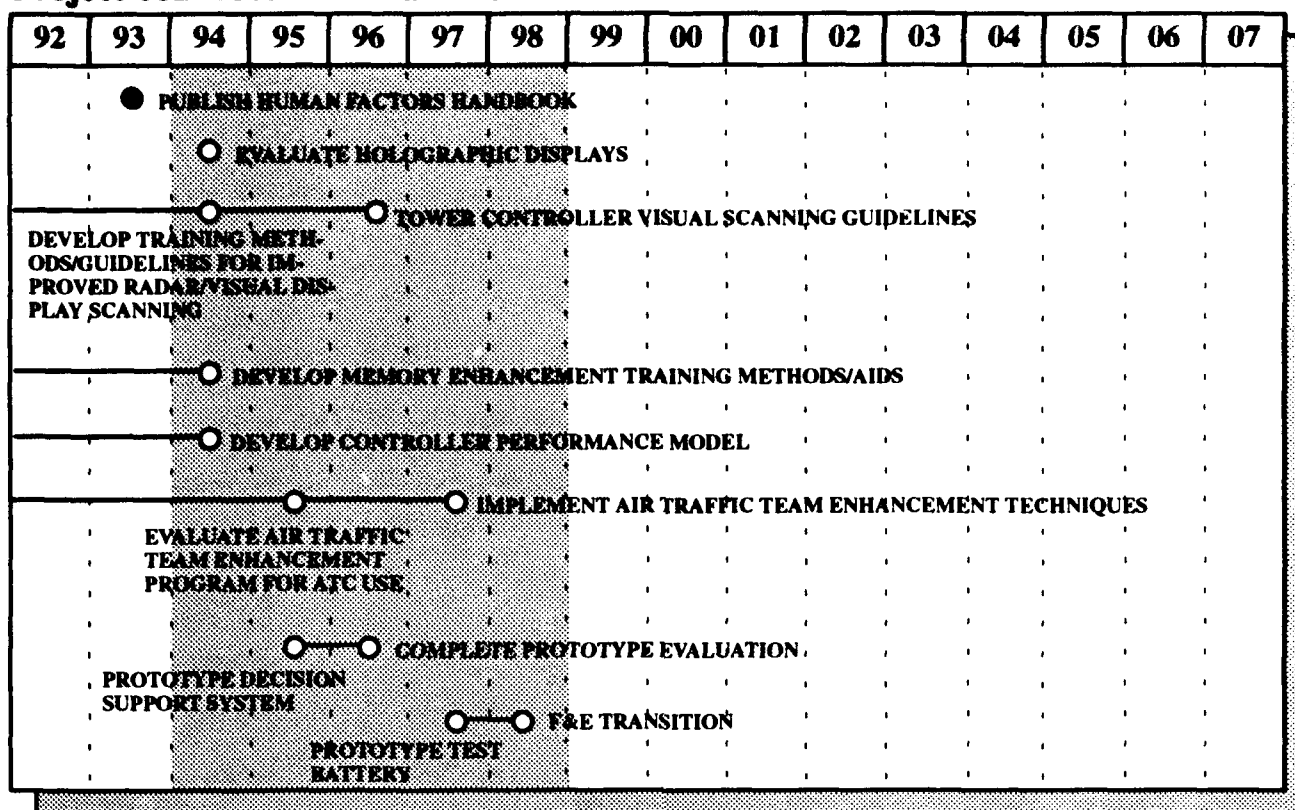 92 93 94 95 96 97 98 99 00 01 02 03 04 05 06 07
PUBLISH HUMAN FACTORS HANDBOOK
EVALUATE HOLOGRAPHIC DISPLAYS
TOWER CONTROLLER VISUAL SCANNING GUIDELINES
DEVELOP TRAINING METH-
ODS/GUIDELINES FOR IM-
PROVED RADAR/VISUAL DIS-
PLAY SCANNING
DEVELOP MEMORY ENHANCEMENT TRAINING METHODS/AIDS
DEVELOP CONTROLLER PERFORMANCE MODEL
IMPLEMENT AIR TRAFFIC TEAM ENHANCEMENT TECHNIQUES
EVALUATE AIR TRAFFIC
TEAM ENHANCEMENT
PROGRAM FOR ATC USE
COMPLETE PROTOTYPE EVALUATION
PROTOTYPE DECISION
SUPPORT SYSTEM
F&E TRANSITION
PROTOTYPE TEST
BATTERY